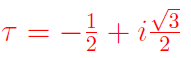 τ = −1/2 + i√3/2